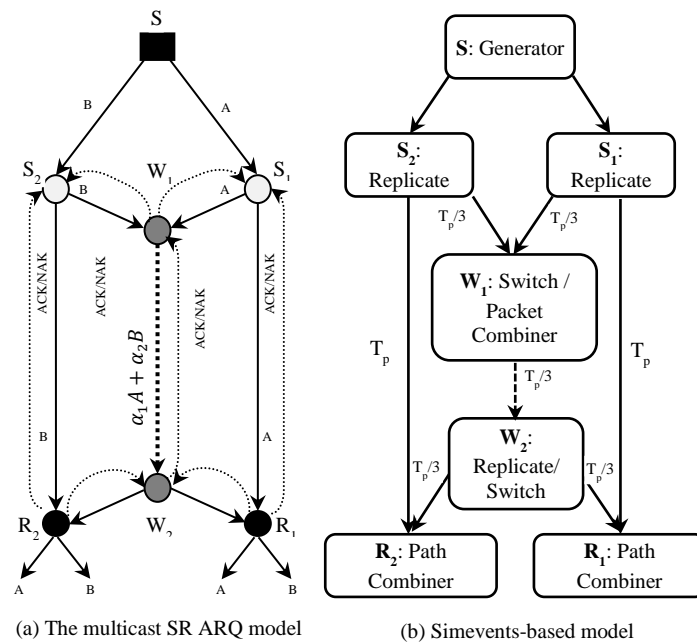 S
B
A
S2
W1
S1
B
A
ACK/NAK
ACK/NAK
ACK/NAK
ACK/NAK
α1A + α2B
B
A
R2
W2
R1
A
B
A
B
(a) The multicast SR ARQ model
S: Generator
S2:
Replicate
S1:
Replicate
Tp/3
Tp/3
W1: Switch /
Packet
Combiner
Tp
Tp
Tp/3
W2:
Replicate/
Switch
Tp/3
Tp/3
R2: Path
Combiner
R1: Path
Combiner
(b) Simevents-based model